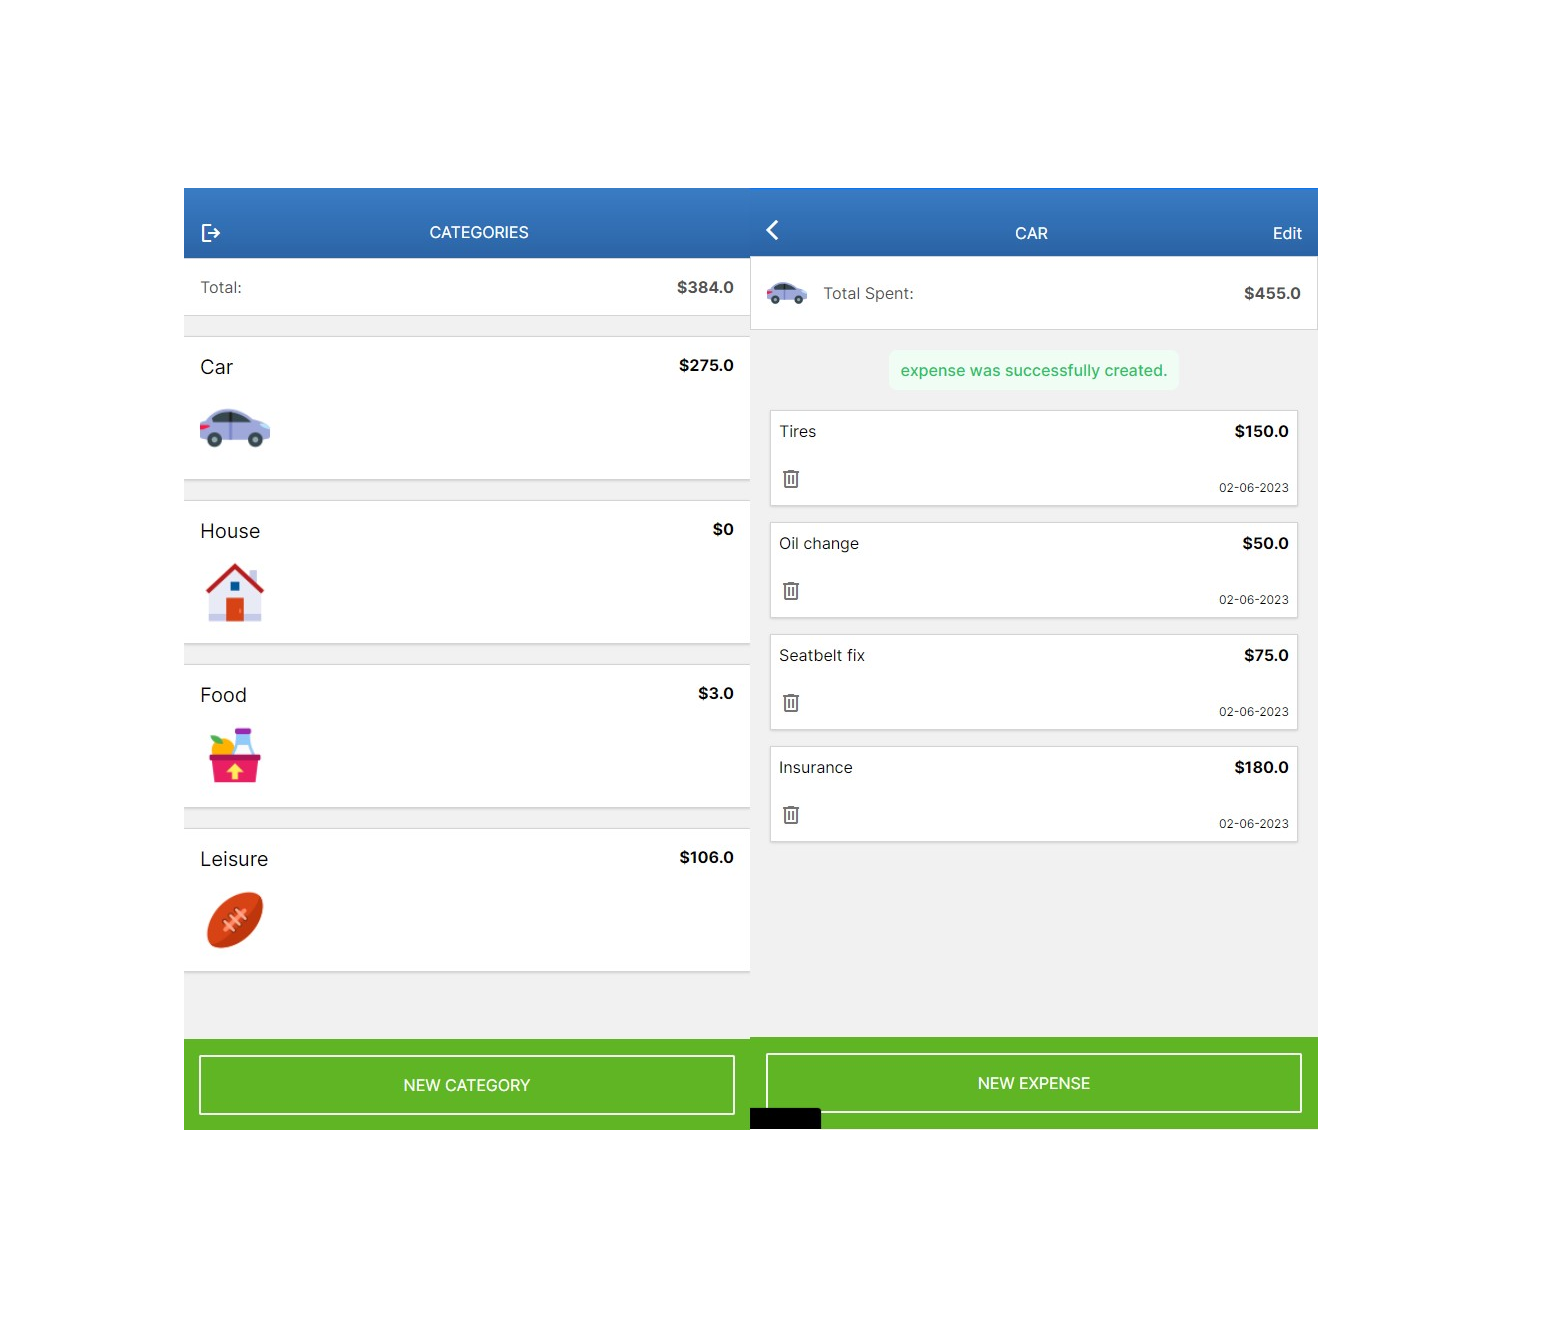 CATEGORIES
Total: $384.0
Car $275.0
House $0
Food $3.0
Leisure $106.0
NEW CATEGORY
CAR Edit
Total Spent: $455.0
expense was successfully created.
Tires $150.0
02-06-2023
Oil change $50.0
02-06-2023
Seatbelt fix $75.0
02-06-2023
Insurance $180.0
02-06-2023
NEW EXPENSE